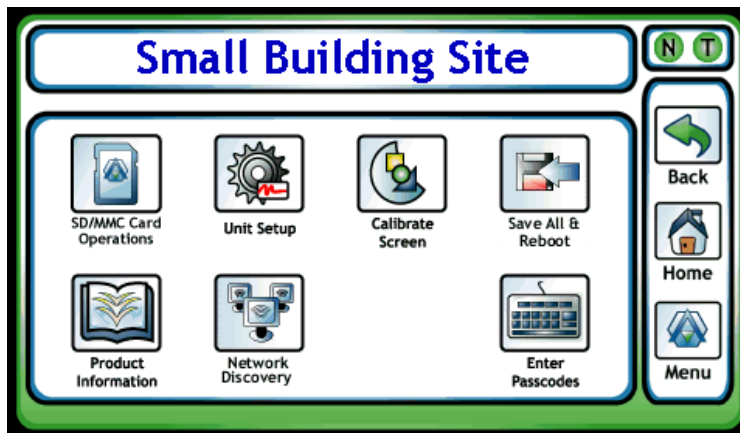 Small Building Site
N T
SD/MMC Card
Operations
Unit Setup
Calibrate
Screen
Save All &
Reboot
Product
Information
Network
Discovery
Enter
Passcodes
Back
Home
Menu